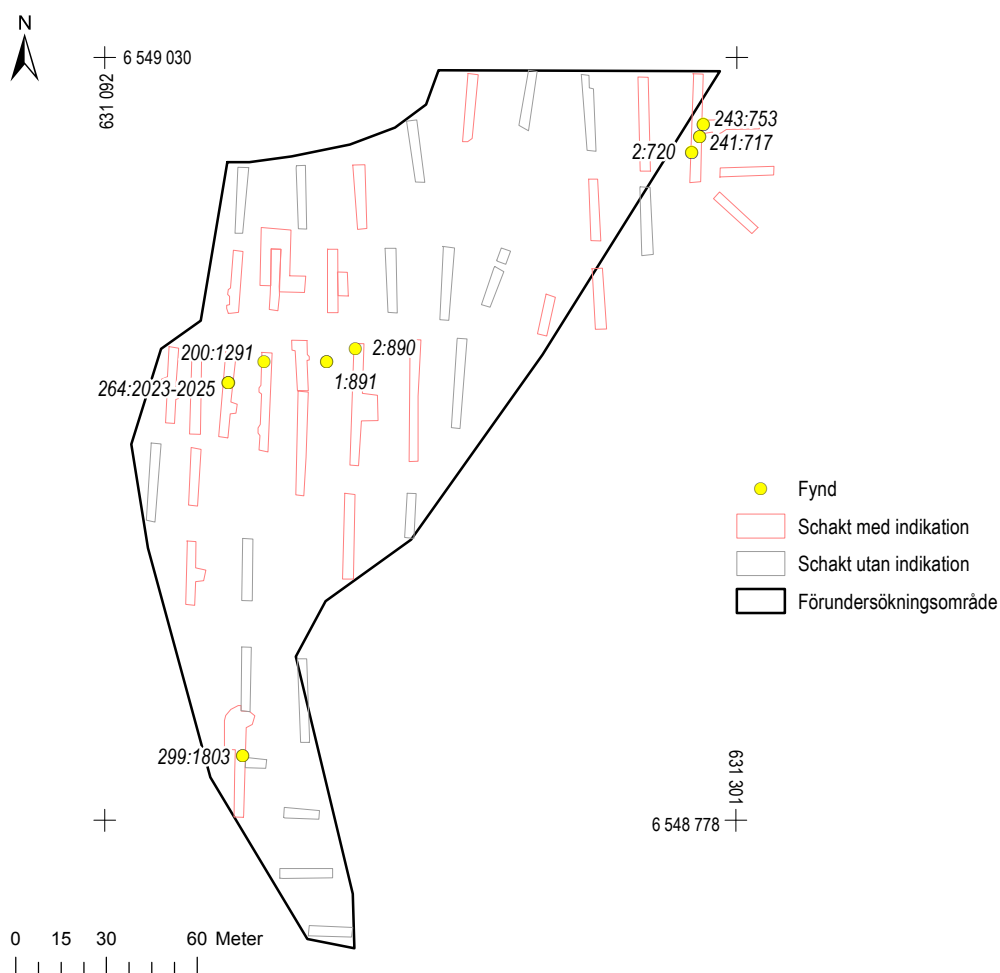 N
6 549 030
631 092
243:753
241:717
2:720
200:1291
2:890
264:2023-2025
1:891
Fynd
Schakt med indikation
Schakt utan indikation
Förundersökningsområde
299:1803
631 301
6 548 778
0 15 30 60 Meter